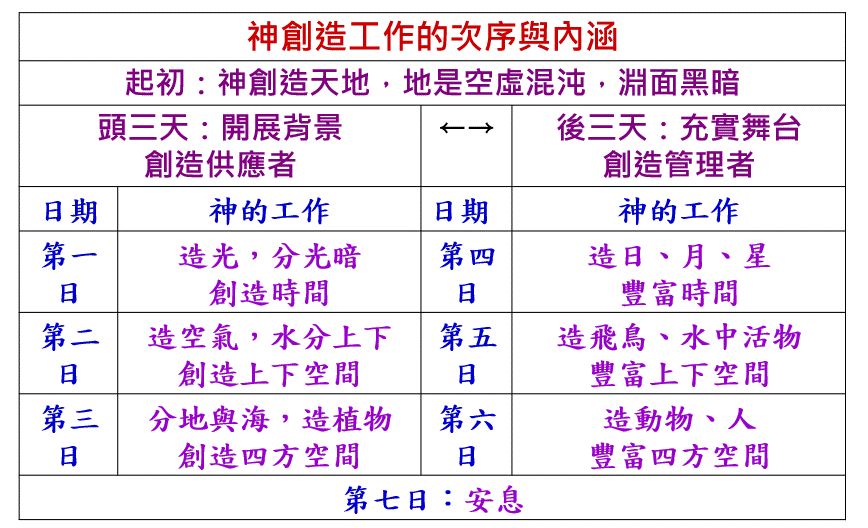 神創造工作的次序與內涵
起初：神創造天地，地是空虛混沌，淵面黑暗
頭三天：開展背景
創造供應者
←→
後三天：充實舞台
創造管理者
日期
神的工作
日期
神的工作
第一
日
造光，分光暗
創造時間
第四
日
造日、月、星
豐富時間
第二
日
造空氣，水分上下
創造上下空間
第五
日
造飛鳥、水中活物
豐富上下空間
第三
日
分地與海，造植物
創造四方空間
第六
日
造動物、人
豐富四方空間
第七日：安息